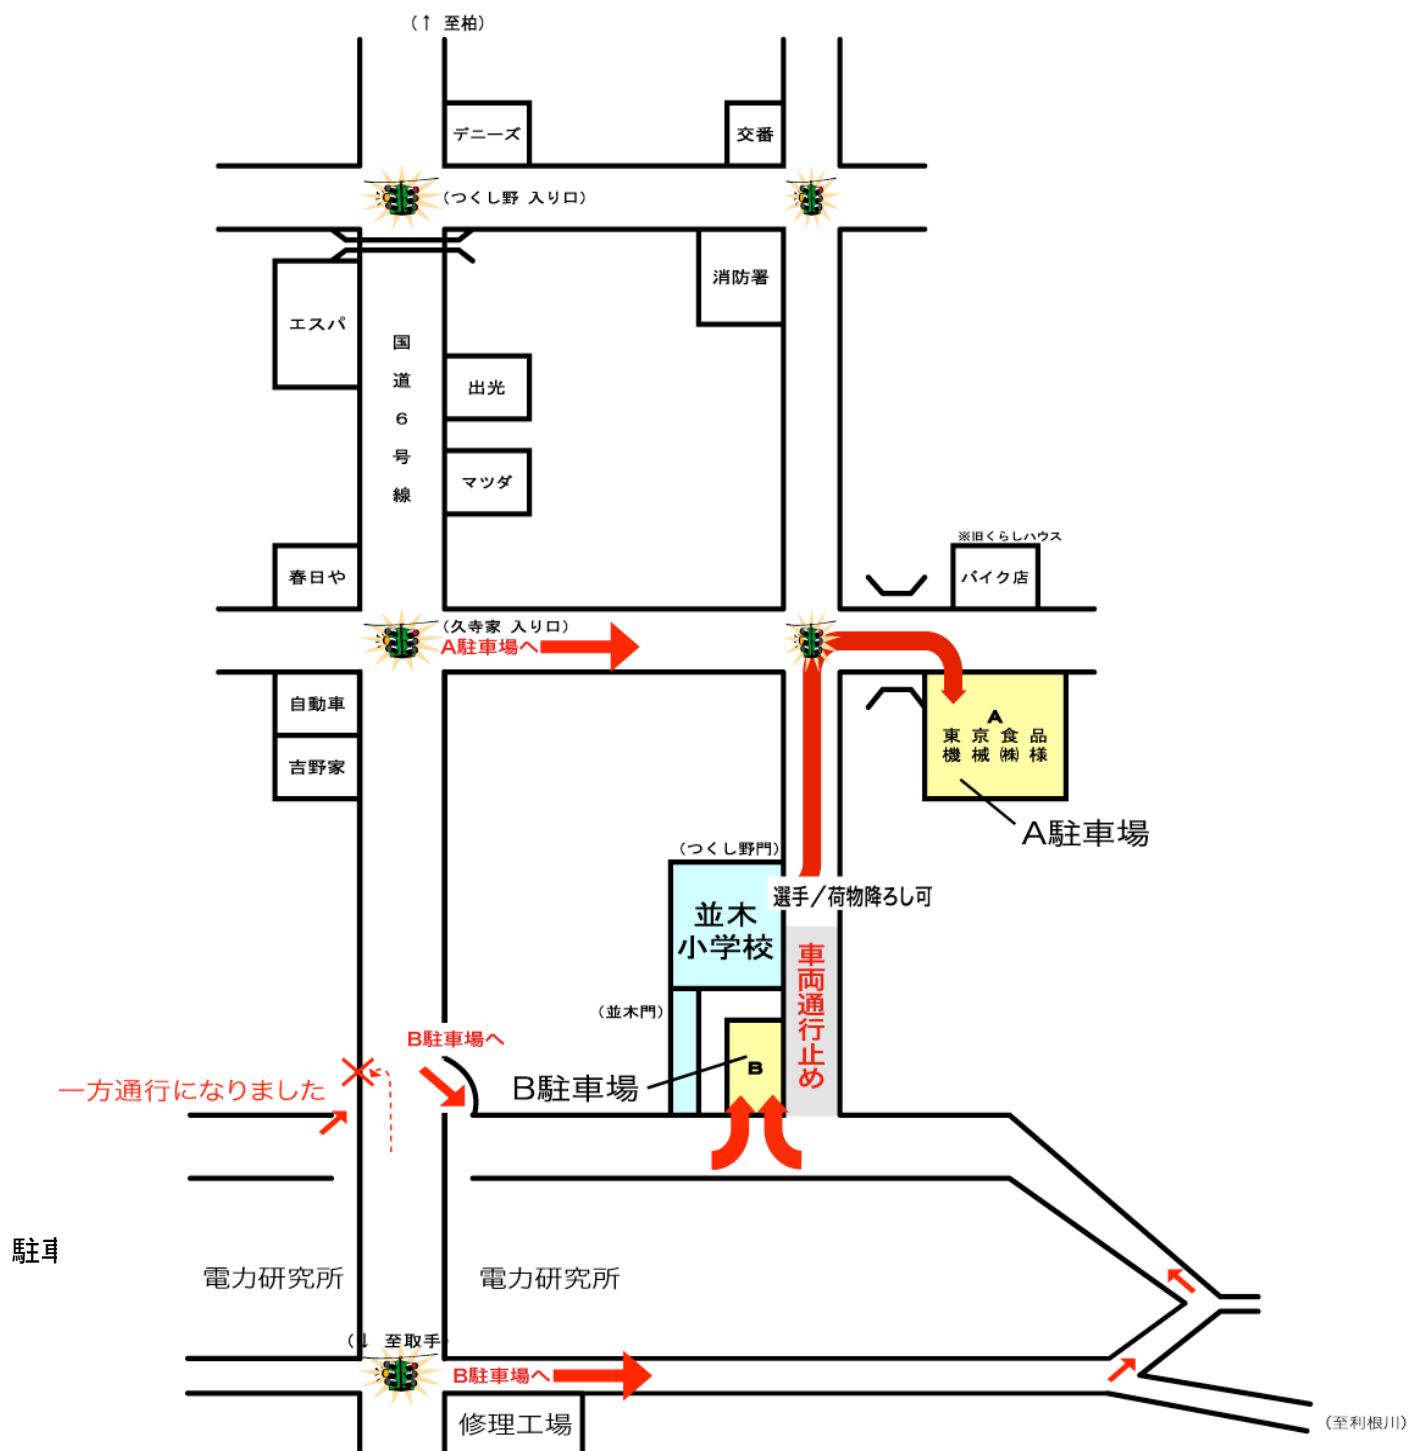 (↑ 至柏)
デニーズ
交番
(つくし野 入り口)
消防署
エスパ
国道6号線
出光
マツダ
※旧くらしハウス
春日や
バイク店
(久寺家 入り口)
A駐車場へ
自動車
吉野家
A
東京食品
機械㈱様
A駐車場
(つくし野門)
選手／荷物降ろし可
並木
小学校
車両通行止め
(並木門)
B駐車場へ
B
B駐車場
一方通行になりました
駐車
電力研究所
電力研究所
(↓ 至取手)
B駐車場へ
修理工場
(至利根川)